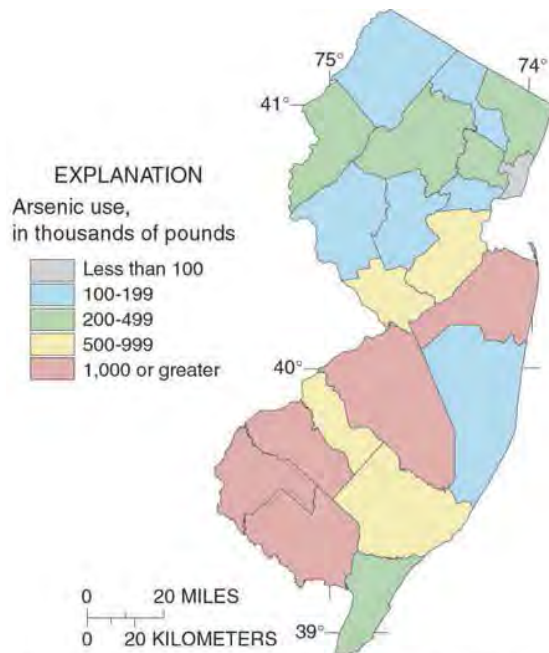 75°
74°
41°
EXPLANATION
Arsenic use,
in thousands of pounds
Less than 100
100-199
200-499
500-999
1,000 or greater
40°
0 20 MILES
0 20 KILOMETERS
39°